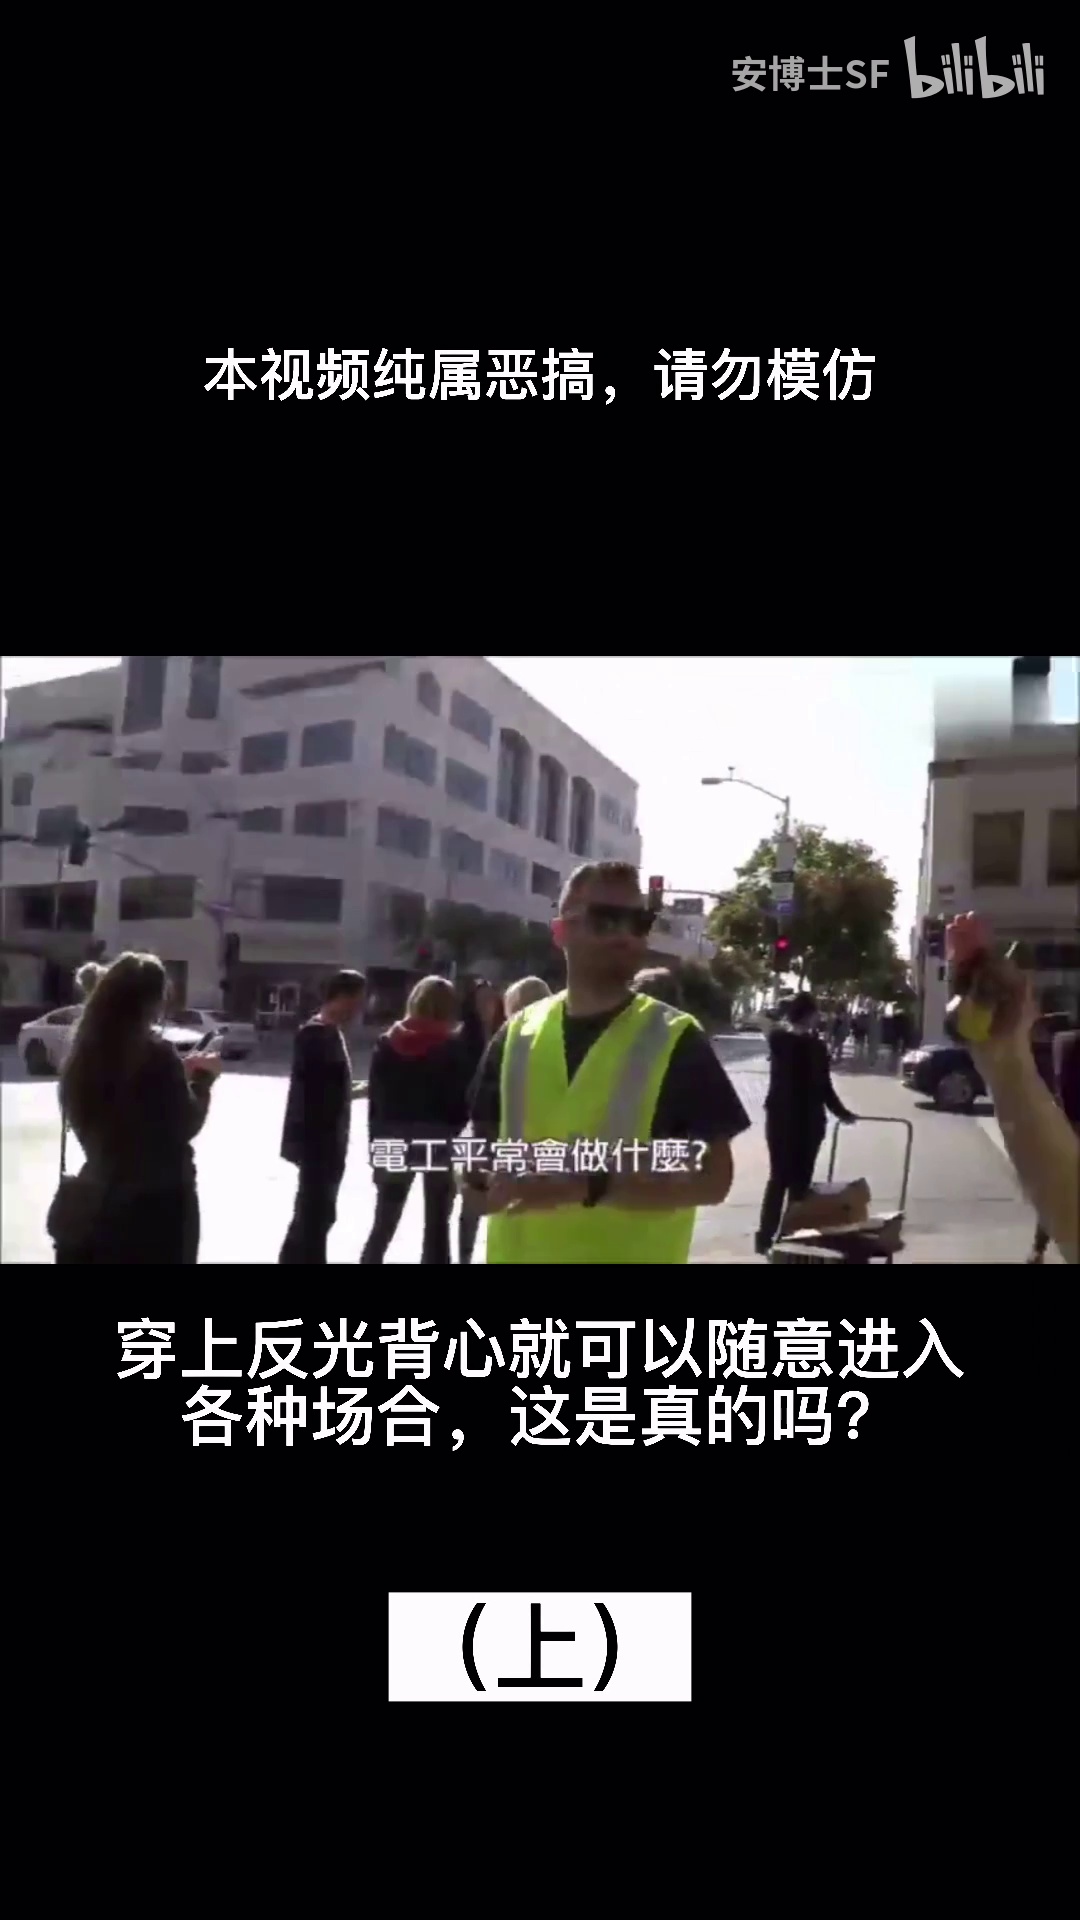 安博士SF bilibili
本视频纯属恶搞，请勿模仿
電工平常會做什麼?
穿上反光背心就可以随意进入
各种场合，这是真的吗？
（上）